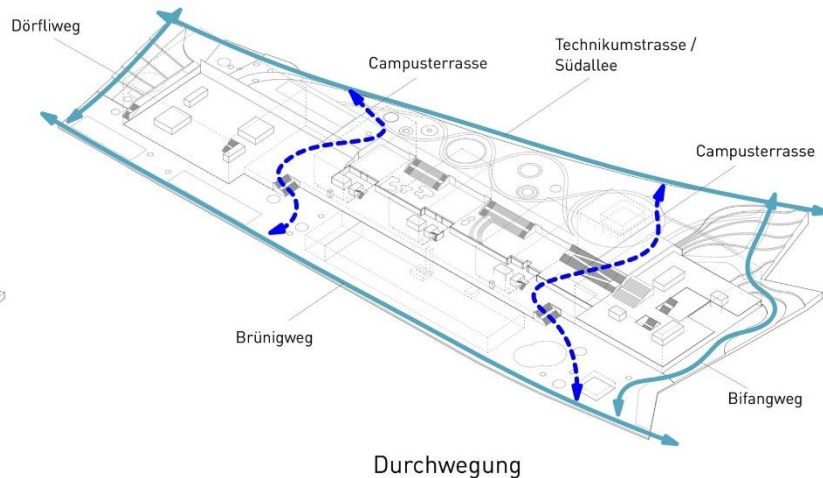 Dörfliweg
Campusterrasse
Technikumstrasse /
Südallee
Campusterrasse
Brünigweg
Bifangweg
Durchwegung